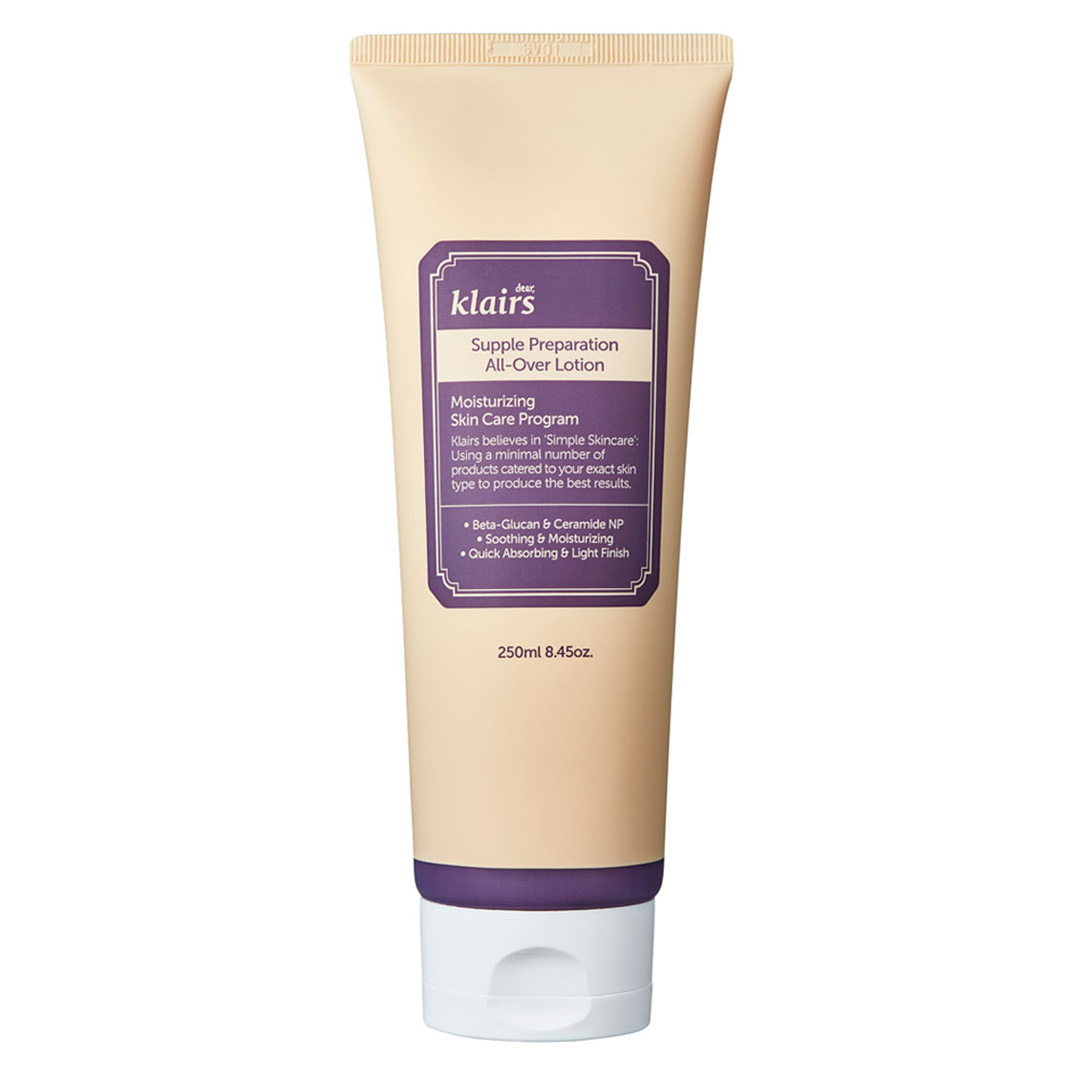 3V01
dear,
klairs
Supple Preparation
All-Over Lotion
Moisturizing
Skin Care Program
Klairs believes in 'Simple Skincare':
Using a minimal number of
products catered to your exact skin
type to produce the best results.
• Beta-Glucan & Ceramide NP
• Soothing & Moisturizing
• Quick Absorbing & Light Finish
250ml 8.45oz.